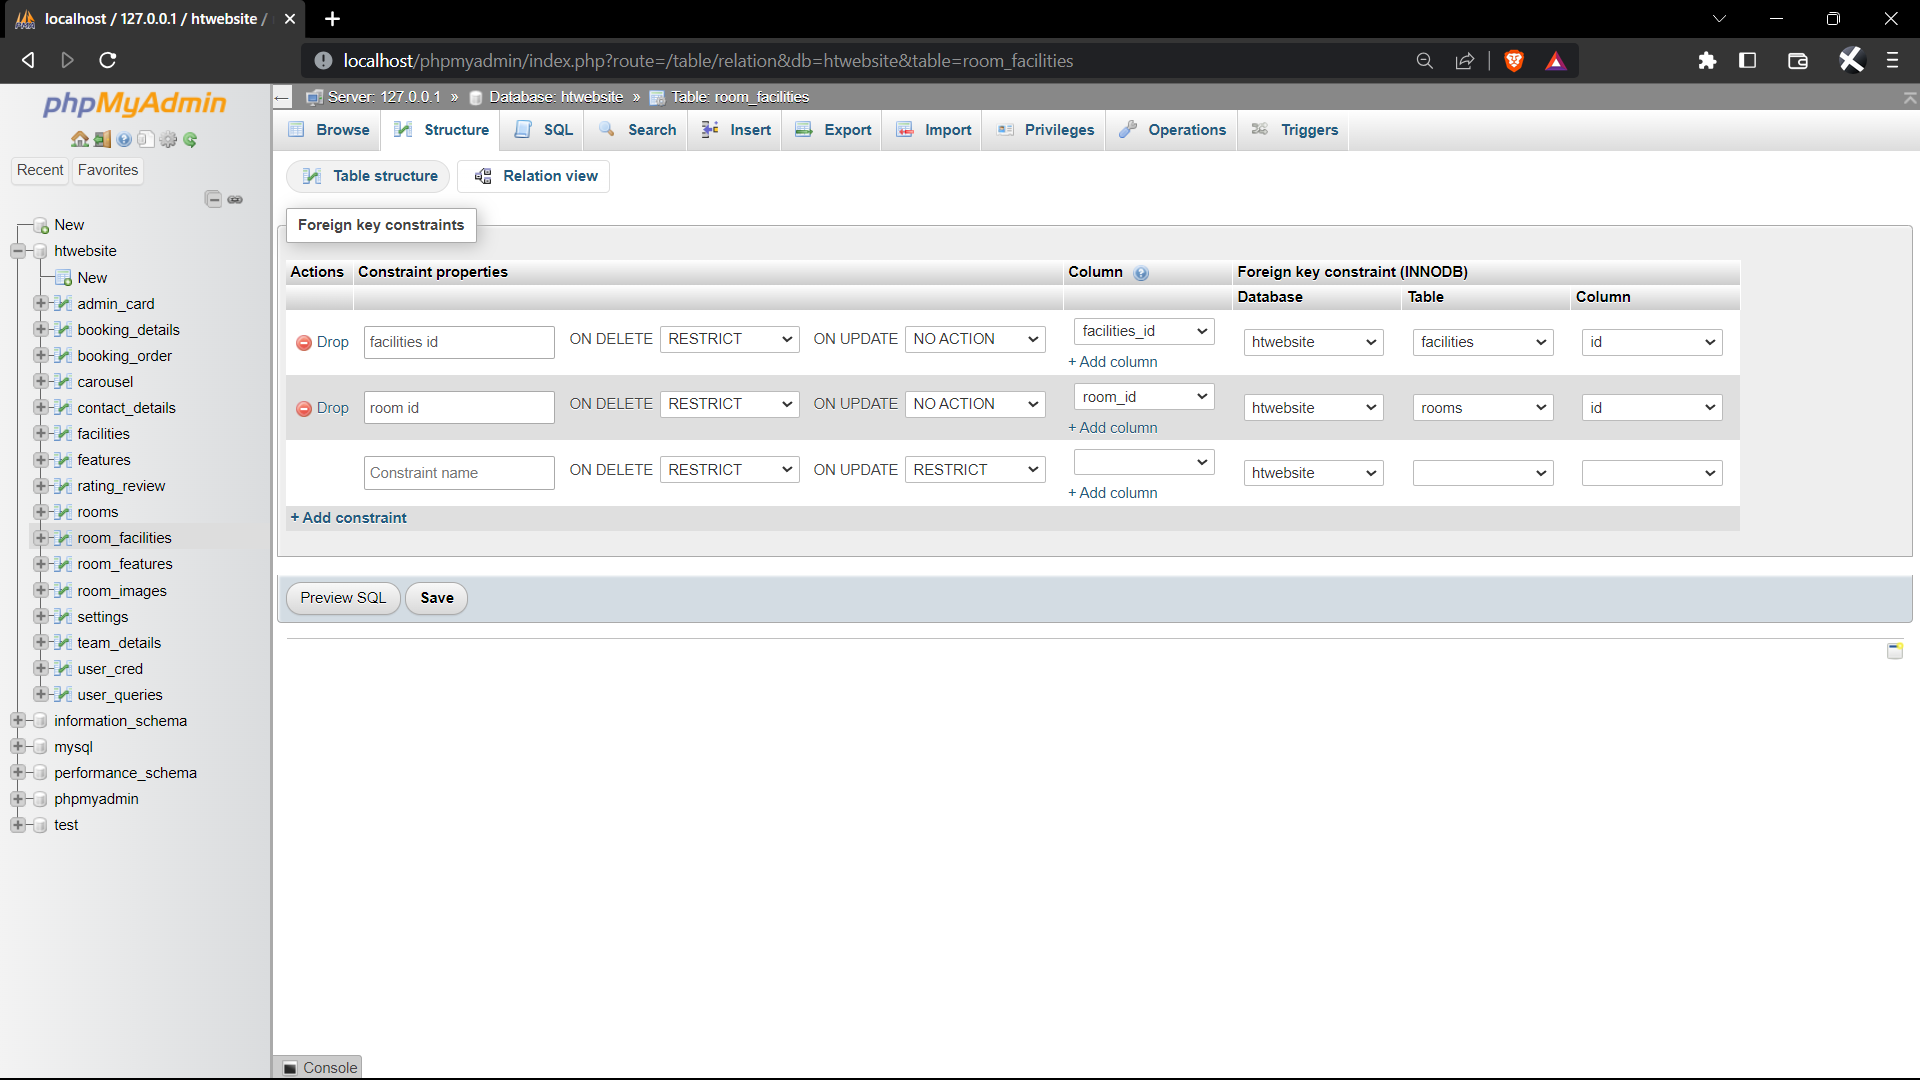 localhost / 127.0.0.1 / htwebsite /
localhost/phpmyadmin/index.php?route=/table/relation&db=htwebsite&table=room_facilities
phpMyAdmin
Recent Favorites
New
htwebsite
New
admin_card
booking_details
booking_order
carousel
contact_details
facilities
features
rating_review
rooms
room_facilities
room_features
room_images
settings
team_details
user_cred
user_queries
information_schema
mysql
performance_schema
phpmyadmin
test
Server: 127.0.0.1 » Database: htwebsite » Table: room_facilities
Browse Structure SQL Search Insert Export Import Privileges Operations Triggers
Table structure Relation view
Foreign key constraints
Actions Constraint properties Column Foreign key constraint (INNODB)
Database Table Column
Drop facilities id ON DELETE RESTRICT ON UPDATE NO ACTION facilities_id htwebsite facilities id
+ Add column
Drop room id ON DELETE RESTRICT ON UPDATE NO ACTION room_id htwebsite rooms id
+ Add column
Constraint name ON DELETE RESTRICT ON UPDATE RESTRICT htwebsite
+ Add column
+ Add constraint
Preview SQL Save
Console